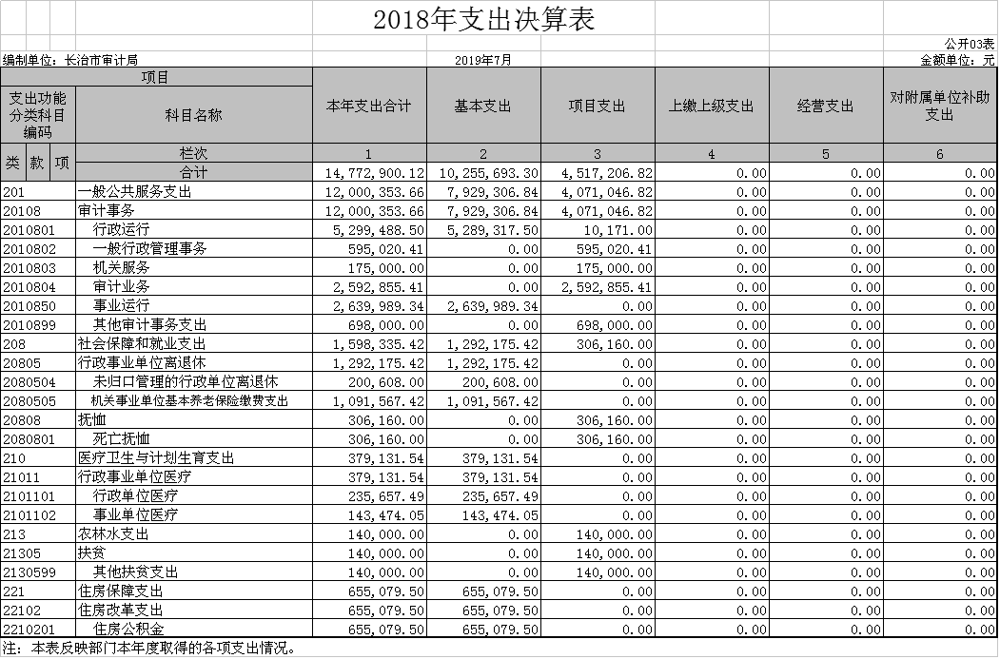 2018年支出决算表
公开03表
编制单位：长治市审计局 2019年7月 金额单位：元
项目 本年支出合计 基本支出 项目支出 上缴上级支出 经营支出 对附属单位补助支出
支出功能分类科目编码 科目名称
类 款 项 栏次 1 2 3 4 5 6
合计 14,772,900.12 10,255,693.30 4,517,206.82 0.00 0.00 0.00
201 一般公共服务支出 12,000,353.66 7,929,306.84 4,071,046.82 0.00 0.00 0.00
20108 审计事务 12,000,353.66 7,929,306.84 4,071,046.82 0.00 0.00 0.00
2010801 行政运行 5,299,488.50 5,289,317.50 10,171.00 0.00 0.00 0.00
2010802 一般行政管理事务 595,020.41 0.00 595,020.41 0.00 0.00 0.00
2010803 机关服务 175,000.00 0.00 175,000.00 0.00 0.00 0.00
2010804 审计业务 2,592,855.41 0.00 2,592,855.41 0.00 0.00 0.00
2010850 事业运行 2,639,989.34 2,639,989.34 0.00 0.00 0.00 0.00
2010899 其他审计事务支出 698,000.00 0.00 698,000.00 0.00 0.00 0.00
208 社会保障和就业支出 1,598,335.42 1,292,175.42 306,160.00 0.00 0.00 0.00
20805 行政事业单位离退休 1,292,175.42 1,292,175.42 0.00 0.00 0.00 0.00
2080504 未归口管理的行政单位离退休 200,608.00 200,608.00 0.00 0.00 0.00 0.00
2080505 机关事业单位基本养老保险缴费支出 1,091,567.42 1,091,567.42 0.00 0.00 0.00 0.00
20808 抚恤 306,160.00 0.00 306,160.00 0.00 0.00 0.00
2080801 死亡抚恤 306,160.00 0.00 306,160.00 0.00 0.00 0.00
210 医疗卫生与计划生育支出 379,131.54 379,131.54 0.00 0.00 0.00 0.00
21011 行政事业单位医疗 379,131.54 379,131.54 0.00 0.00 0.00 0.00
2101101 行政单位医疗 235,657.49 235,657.49 0.00 0.00 0.00 0.00
2101102 事业单位医疗 143,474.05 143,474.05 0.00 0.00 0.00 0.00
213 农林水支出 140,000.00 0.00 140,000.00 0.00 0.00 0.00
21305 扶贫 140,000.00 0.00 140,000.00 0.00 0.00 0.00
2130599 其他扶贫支出 140,000.00 0.00 140,000.00 0.00 0.00 0.00
221 住房保障支出 655,079.50 655,079.50 0.00 0.00 0.00 0.00
22102 住房改革支出 655,079.50 655,079.50 0.00 0.00 0.00 0.00
2210201 住房公积金 655,079.50 655,079.50 0.00 0.00 0.00 0.00
注：本表反映部门本年度取得的各项支出情况。